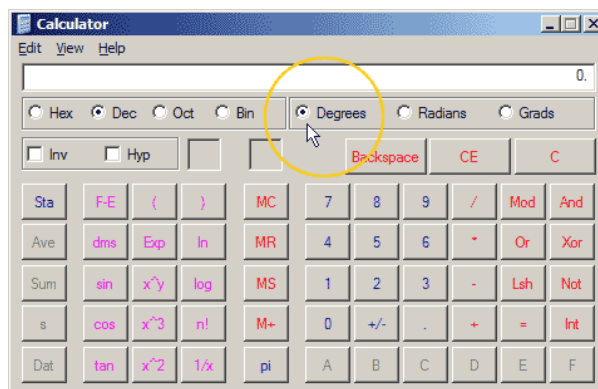 Calculator
Edit View Help
0.
Hex Dec Oct Bin Degrees Radians Grads
Inv Hyp Backspace CE C
Sta F-E ( ) MC 7 8 9 / Mod And
Ave dms Exp ln MR 4 5 6 * Or Xor
Sum sin x^y log MS 1 2 3 - Lsh Not
s cos x^3 n! M+ 0 +/- . + = Int
Dat tan x^2 1/x pi A B C D E F